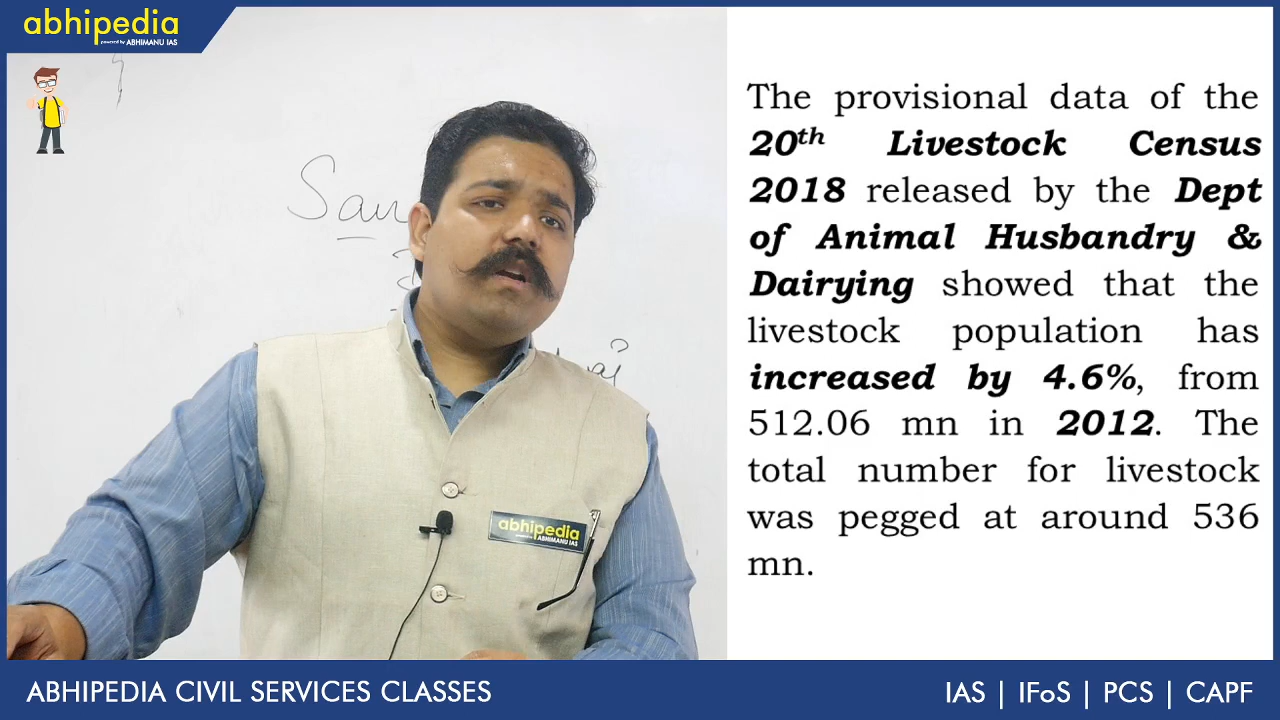 abhipedia
powered by ABHIMANU IAS
The provisional data of the
20th Livestock Census
2018 released by the Dept
of Animal Husbandry &
Dairying showed that the
livestock population has
increased by 4.6%, from
512.06 mn in 2012. The
total number for livestock
was pegged at around 536
mn.
abhipedia
ABHIMANU IAS
ABHIPEDIA CIVIL SERVICES CLASSES
IAS | IFoS | PCS | CAPF